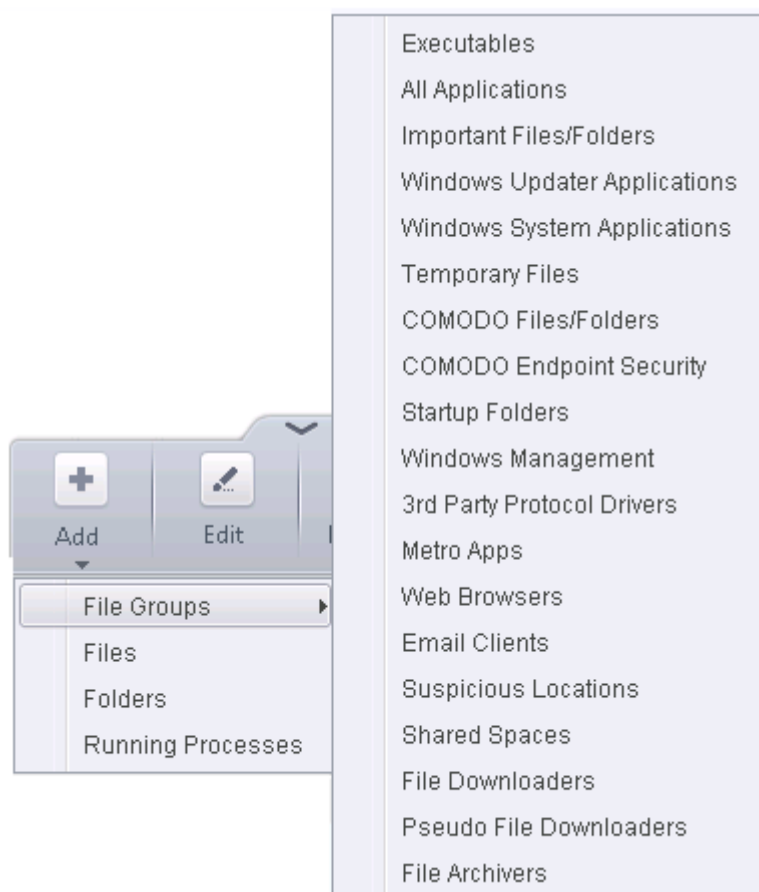 Executables
All Applications
Important Files/Folders
Windows Updater Applications
Windows System Applications
Temporary Files
COMODO Files/Folders
COMODO Endpoint Security
Startup Folders
Windows Management
3rd Party Protocol Drivers
Metro Apps
Web Browsers
Email Clients
Suspicious Locations
Shared Spaces
File Downloaders
Pseudo File Downloaders
File Archivers
Add
Edit
File Groups
Files
Folders
Running Processes